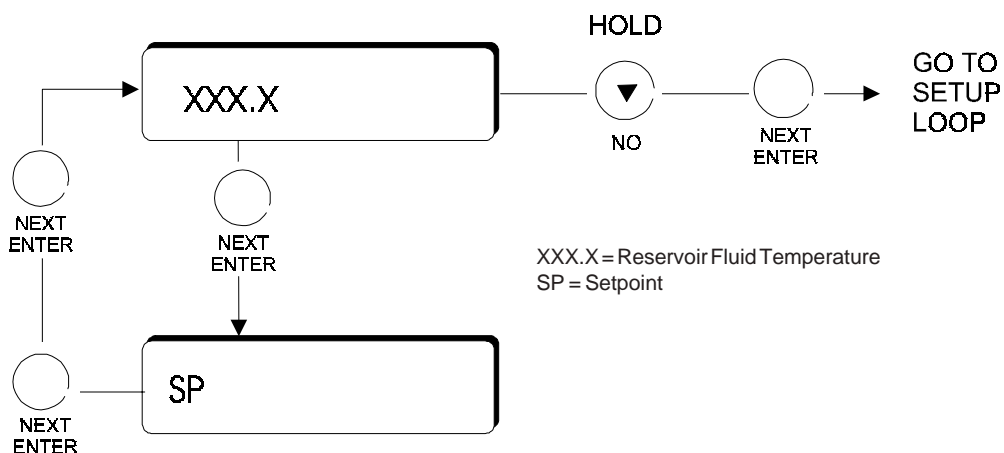 HOLD
XXX.X
NO
NEXT
ENTER
GO TO
SETUP
LOOP
NEXT
ENTER
NEXT
ENTER
XXX.X = Reservoir Fluid Temperature
SP = Setpoint
SP
NEXT
ENTER